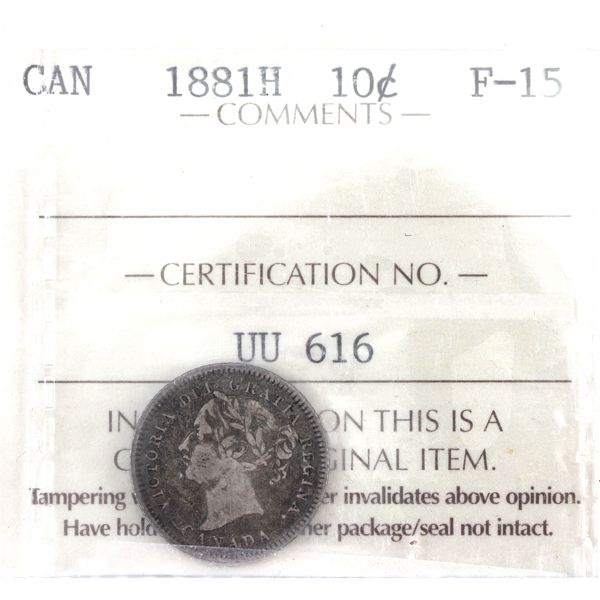 CAN 1881H 10¢ F-15
— COMMENTS —
— CERTIFICATION NO. —
UU 616
IN ON THIS IS A
GINAL ITEM.
Tampering er invalidates above opinion.
Have hold her package/seal not intact.
VICTORIA DEI GRATIA REGINA.
CANADA